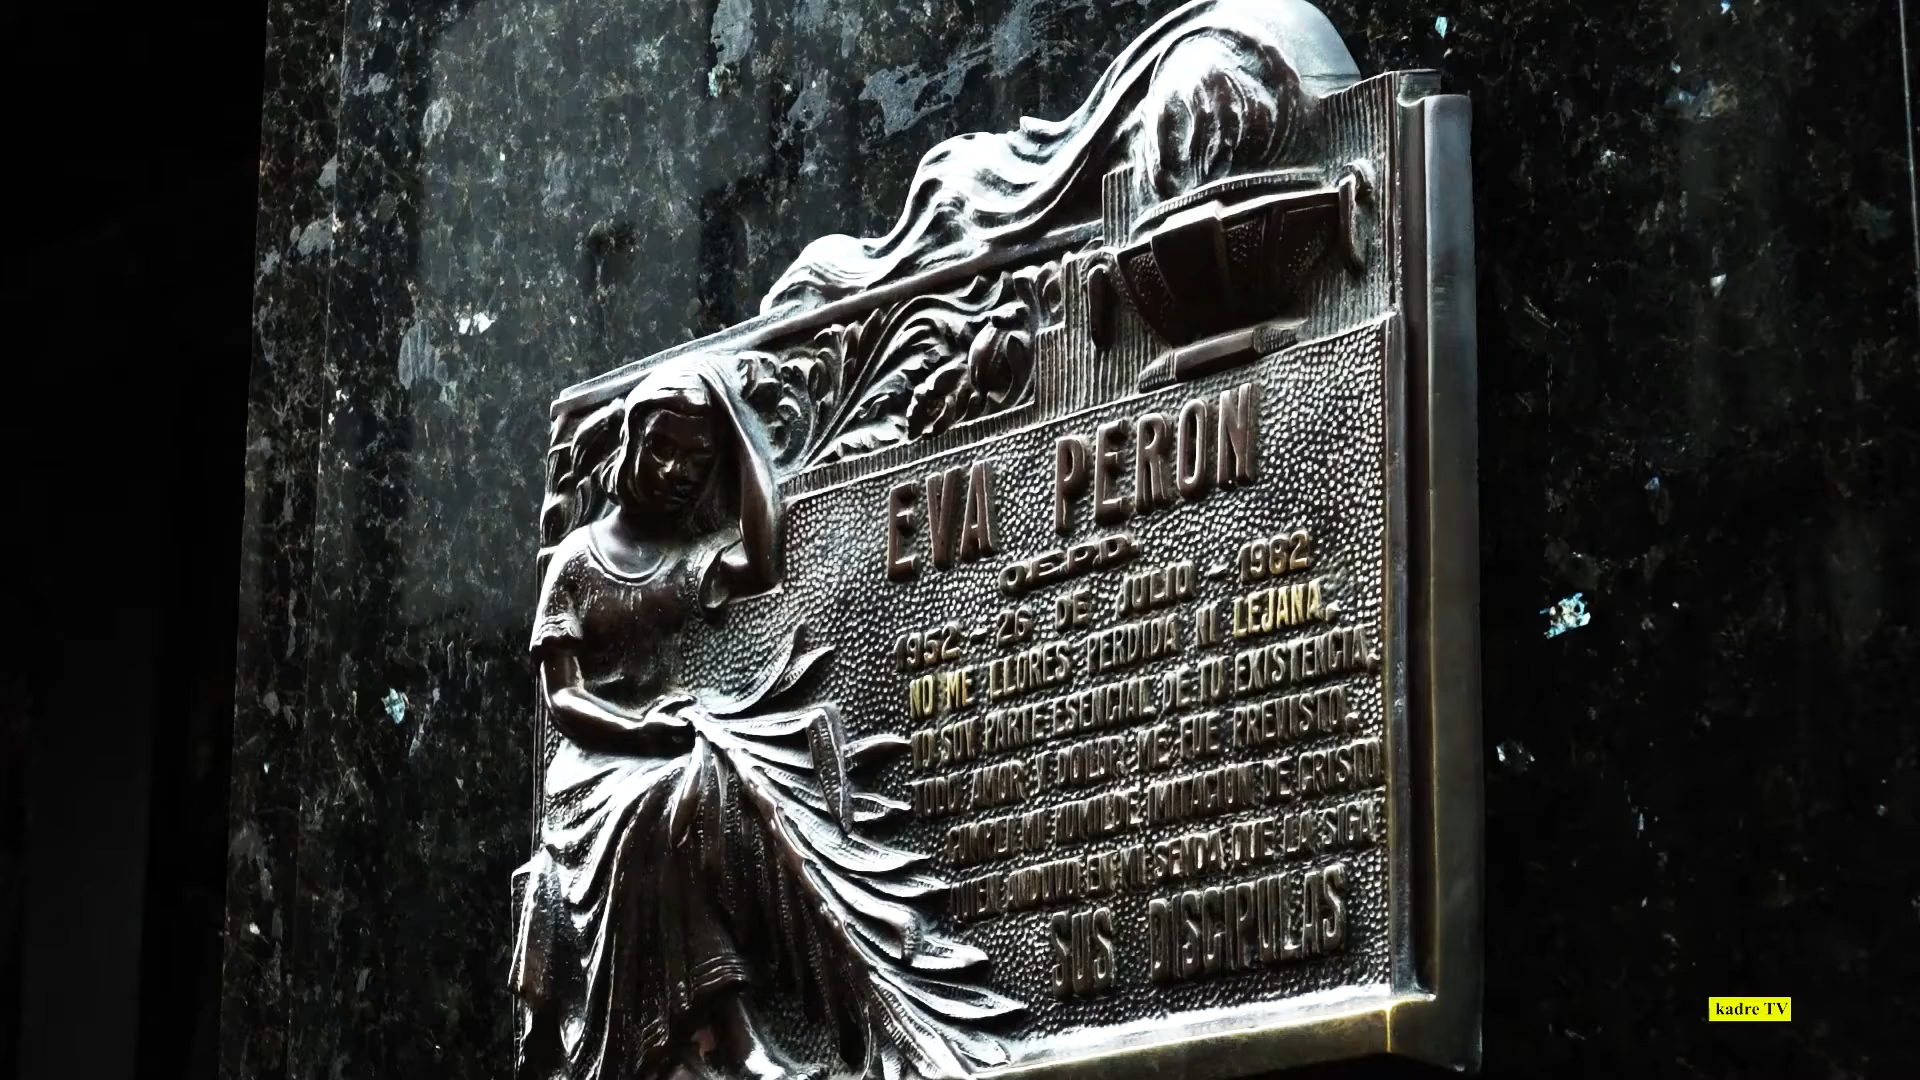 EVA PERON
Q.E.P.D.
1952 - 26 DE JULIO - 1982
NO ME LLORES PERDIDA NI LEJANA,
YO SOY PARTE ESENCIAL DE TU EXISTENCIA,
TODO AMOR Y DOLOR ME FUE PREVISTO,
CUMPLI MI HUMILDE IMITACION DE CRISTO
QUIEN ANDUVO EN MI SENDA QUE LA SIGA
SUS DISCIPULAS
kadre TV